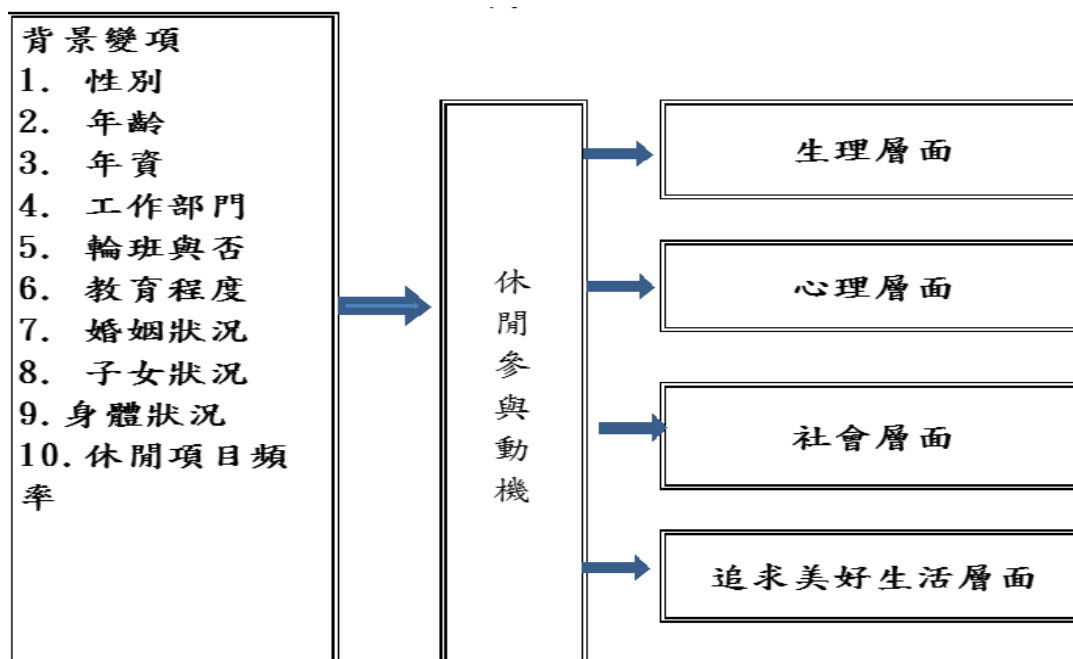 背景變項
1. 性別
2. 年齡
3. 年資
4. 工作部門
5. 輪班與否
6. 教育程度
7. 婚姻狀況
8. 子女狀況
9.身體狀況
10.休閒項目頻
率
休閒參與動機
生理層面
心理層面
社會層面
追求美好生活層面